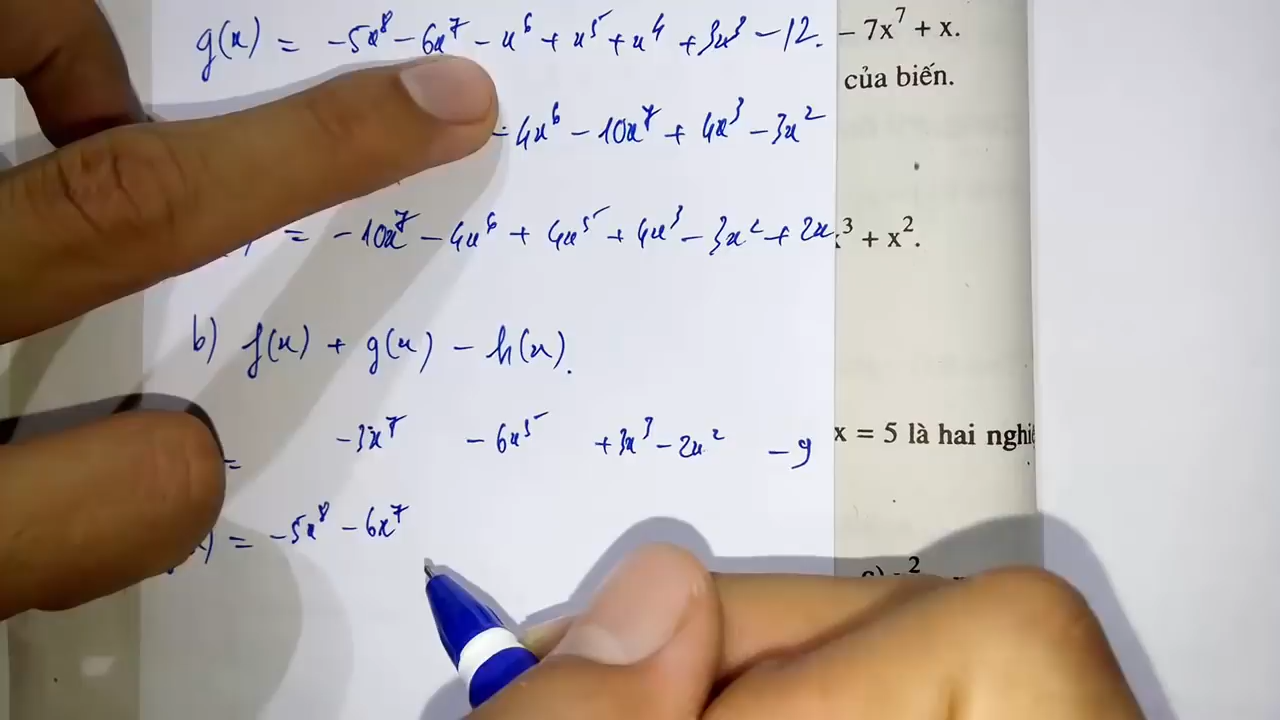 g(x) = -5x⁸ - 6x⁷ - x⁶ + x⁵ + x⁴ + 3x³ - 12. - 7x⁷ + x.
của biến.
- 4x⁶ - 10x⁷ + 4x³ - 3x²
= -10x⁷ - 4x⁶ + 4x⁵ + 4x³ - 3x² + 2x ³ + x².
b) f(x) + g(x) - h(x).
= -3x⁷ - 6x⁵ + 3x³ - 2x² - 9 x = 5 là hai
) = -5x⁸ - 6x⁷
c) 2